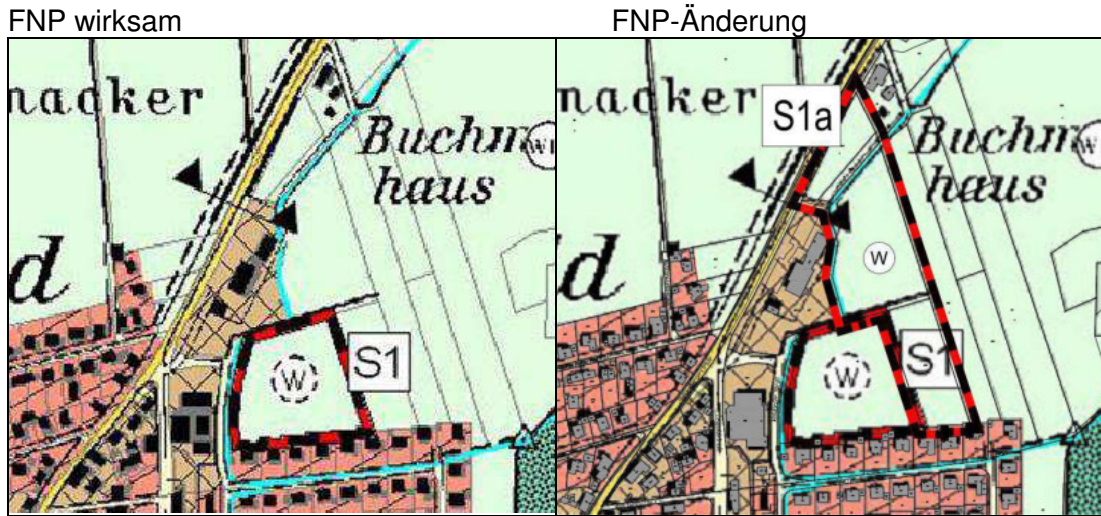 FNP wirksam
FNP-Änderung
nacker
Buchm
haus
d
S1
W
nacker
S1a
Buchm
haus
d
W
S1
W